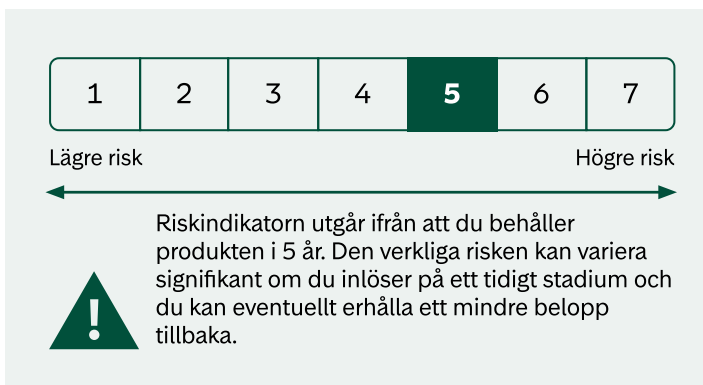 1 2 3 4 5 6 7
Lägre risk Högre risk
Riskindikatorn utgår ifrån att du behåller
produkten i 5 år. Den verkliga risken kan variera
signifikant om du inlöser på ett tidigt stadium och
du kan eventuellt erhålla ett mindre belopp
tillbaka.
!